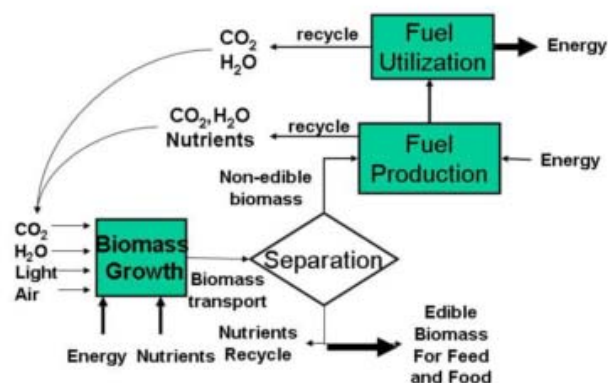 CO2
H2O
recycle
Fuel
Utilization
Energy
CO2,H2O
Nutrients
recycle
Fuel
Production
Energy
Non-edible
biomass
CO2
H2O
Light
Air
Biomass
Growth
Biomass
transport
Separation
Energy
Nutrients
Nutrients
Recycle
Edible
Biomass
For Feed
and Food